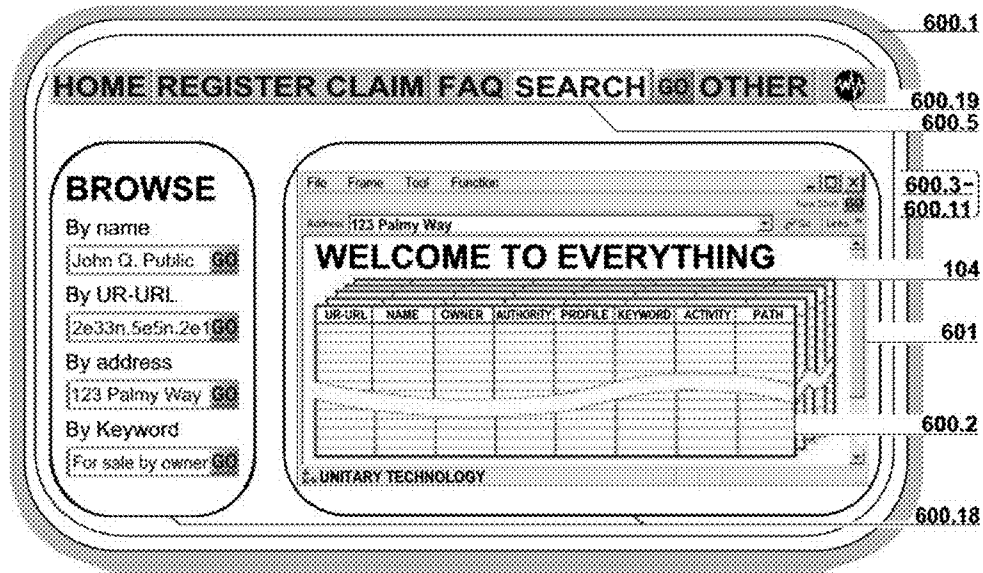 600.1
HOME REGISTER CLAIM FAQ SEARCH GO OTHER
600.19
600.5
BROWSE
By name
John Q. Public GO
By UR-URL
2e33n.5e5n.2e1 GO
By address
123 Palmy Way GO
By Keyword
For sale by owner GO
File Frame Tool Function
600.3-
600.11
GO
Address 123 Palmy Way
WELCOME TO EVERYTHING
104
UR-URL NAME OWNER AUTHORITY PROFILE KEYWORD ACTIVITY PATH
601
600.2
UNITARY TECHNOLOGY
600.18